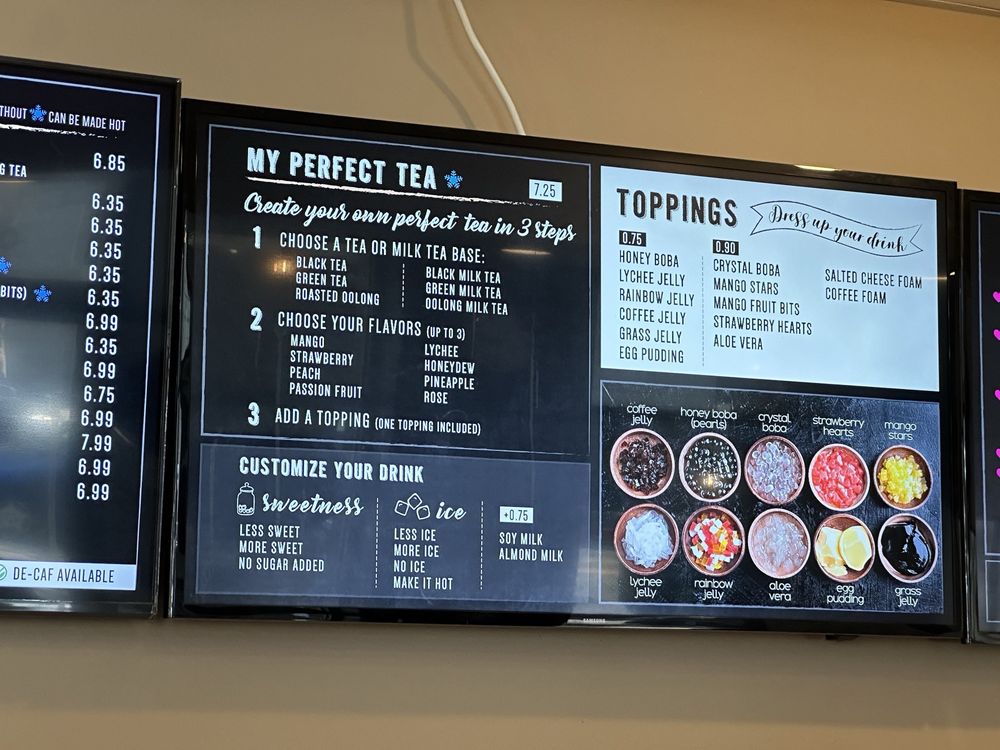 THOUT CAN BE MADE HOT
6.85
G TEA
6.35
6.35
6.35
6.35
BITS) 6.35
6.99
6.35
6.99
6.75
6.99
7.99
6.99
6.99
DE-CAF AVAILABLE
MY PERFECT TEA 7.25
Create your own perfect tea in 3 steps
1 CHOOSE A TEA OR MILK TEA BASE:
BLACK TEA
GREEN TEA
ROASTED OOLONG
BLACK MILK TEA
GREEN MILK TEA
OOLONG MILK TEA
2 CHOOSE YOUR FLAVORS (UP TO 3)
MANGO
STRAWBERRY
PEACH
PASSION FRUIT
LYCHEE
HONEYDEW
PINEAPPLE
ROSE
3 ADD A TOPPING (ONE TOPPING INCLUDED)
CUSTOMIZE YOUR DRINK
sweetness
LESS SWEET
MORE SWEET
NO SUGAR ADDED
ice
LESS ICE
MORE ICE
NO ICE
MAKE IT HOT
+0.75
SOY MILK
ALMOND MILK
TOPPINGS
Dress up your drink
0.75
HONEY BOBA
LYCHEE JELLY
RAINBOW JELLY
COFFEE JELLY
GRASS JELLY
EGG PUDDING
0.90
CRYSTAL BOBA
MANGO STARS
MANGO FRUIT BITS
STRAWBERRY HEARTS
ALOE VERA
SALTED CHEESE FOAM
COFFEE FOAM
coffee
jelly
honey boba
(pearls)
crystal
boba
strawberry
hearts
mango
stars
lychee
jelly
rainbow
jelly
aloe
vera
egg
pudding
grass
jelly
SAMSUNG